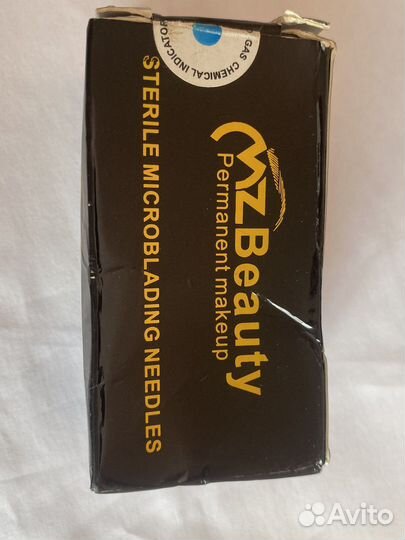 GAS CHEMICAL INDICATOR
MZBeauty
Permanent makeup
STERILE MICROBLADING NEEDLES
Avito